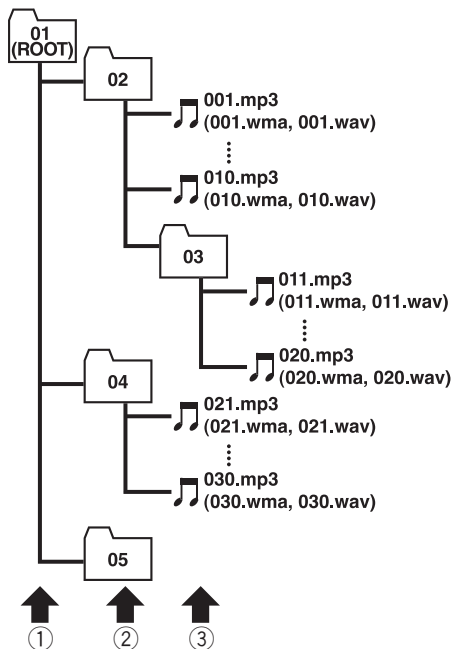 01
(ROOT)
02
001.mp3
(001.wma, 001.wav)
010.mp3
(010.wma, 010.wav)
03
011.mp3
(011.wma, 011.wav)
020.mp3
(020.wma, 020.wav)
04
021.mp3
(021.wma, 021.wav)
030.mp3
(030.wma, 030.wav)
05
① ② ③